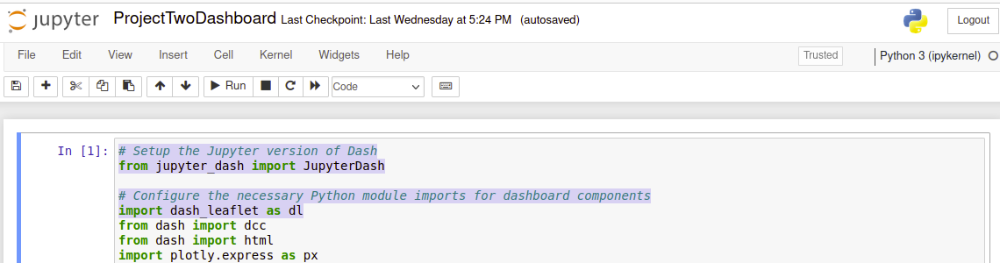 jupyter ProjectTwoDashboard Last Checkpoint: Last Wednesday at 5:24 PM (autosaved) Logout
File Edit View Insert Cell Kernel Widgets Help Trusted Python 3 (ipykernel)
Run Code
In [1]: # Setup the Jupyter version of Dash
from jupyter_dash import JupyterDash
# Configure the necessary Python module imports for dashboard components
import dash_leaflet as dl
from dash import dcc
from dash import html
import plotly.express as px